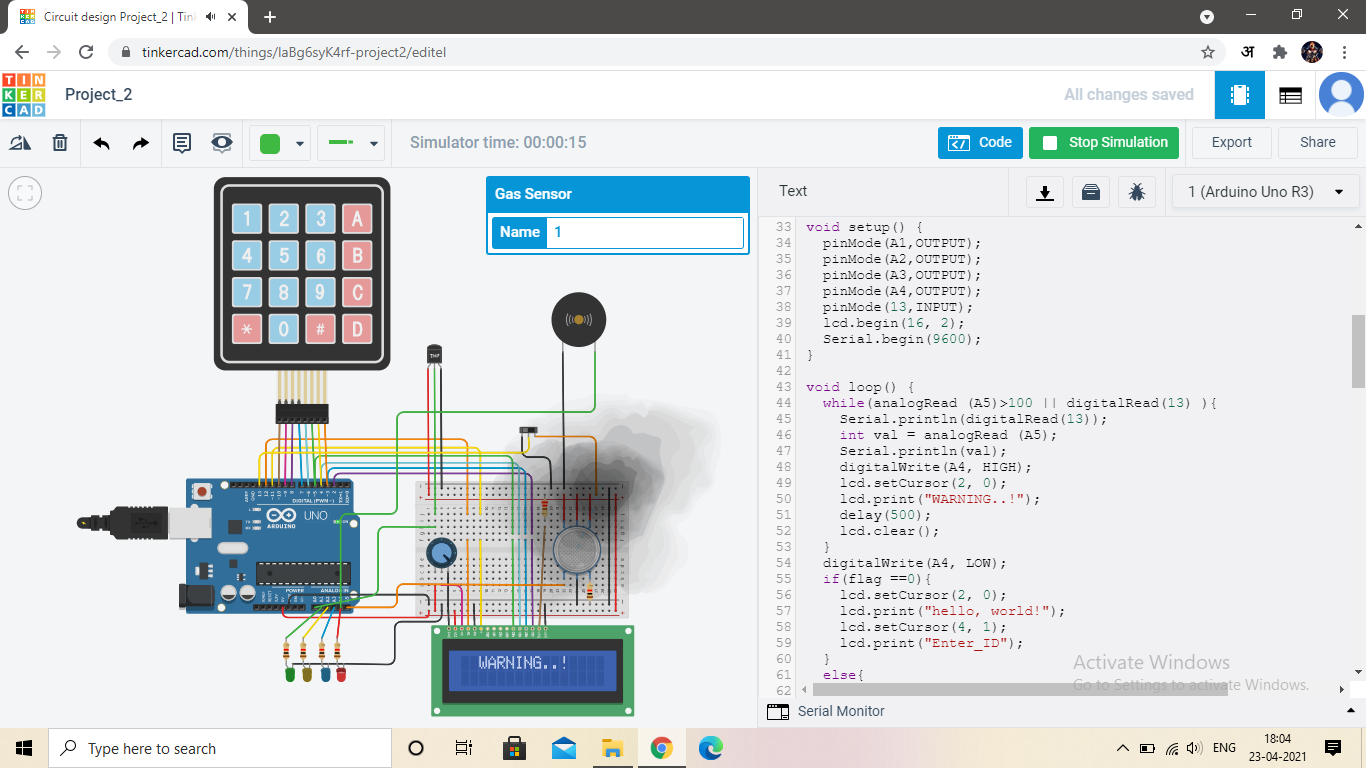 Circuit design Project_2 | Tin
tinkercad.com/things/laBg6syK4rf-project2/editel
अ
TIN
KER
CAD
Project_2
All changes saved
Simulator time: 00:00:15
Code
Stop Simulation
Export
Share
Gas Sensor
Name 1
1 2 3 A
4 5 6 B
7 8 9 C
* 0 # D
TMP
DIGITAL (PWM~)
UNO
ARDUINO
POWER
WARNING..!
Text
1 (Arduino Uno R3)
33 void setup() {
34 pinMode(A1,OUTPUT);
35 pinMode(A2,OUTPUT);
36 pinMode(A3,OUTPUT);
37 pinMode(A4,OUTPUT);
38 pinMode(13,INPUT);
39 lcd.begin(16, 2);
40 Serial.begin(9600);
41 }
42
43 void loop() {
44 while(analogRead (A5)>100 || digitalRead(13) ){
45 Serial.println(digitalRead(13));
46 int val = analogRead (A5);
47 Serial.println(val);
48 digitalWrite(A4, HIGH);
49 lcd.setCursor(2, 0);
50 lcd.print("WARNING..!");
51 delay(500);
52 lcd.clear();
53 }
54 digitalWrite(A4, LOW);
55 if(flag ==0){
56 lcd.setCursor(2, 0);
57 lcd.print("hello, world!");
58 lcd.setCursor(4, 1);
59 lcd.print("Enter_ID");
60 }
61 else{
62
Activate Windows
Go to Settings to activate Windows.
Serial Monitor
Type here to search
ENG
18:04
23-04-2021